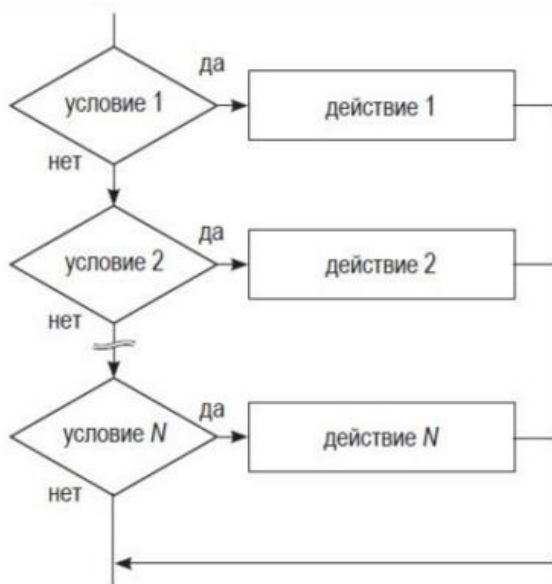 да
условие 1
действие 1
нет
да
условие 2
действие 2
нет
да
условие N
действие N
нет